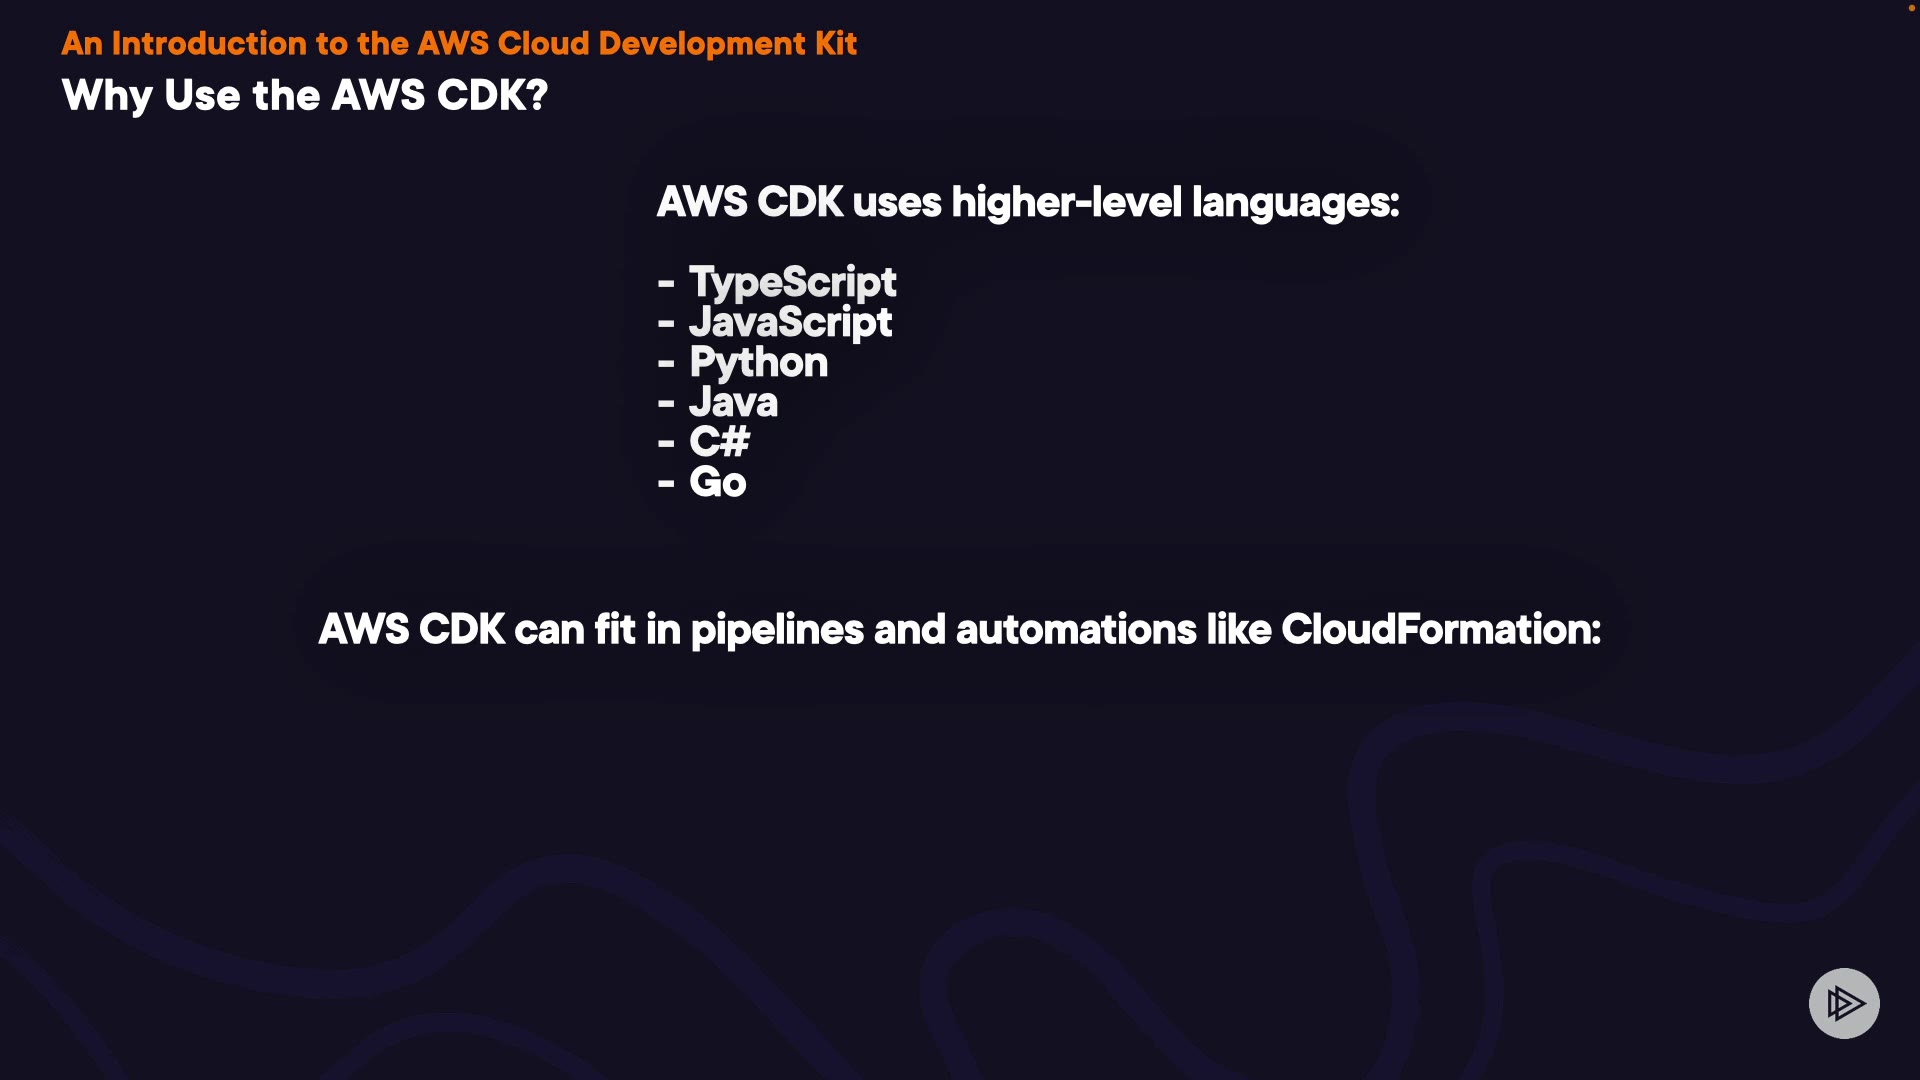 An Introduction to the AWS Cloud Development Kit
Why Use the AWS CDK?
AWS CDK uses higher-level languages:
- TypeScript
- JavaScript
- Python
- Java
- C#
- Go
AWS CDK can fit in pipelines and automations like CloudFormation: